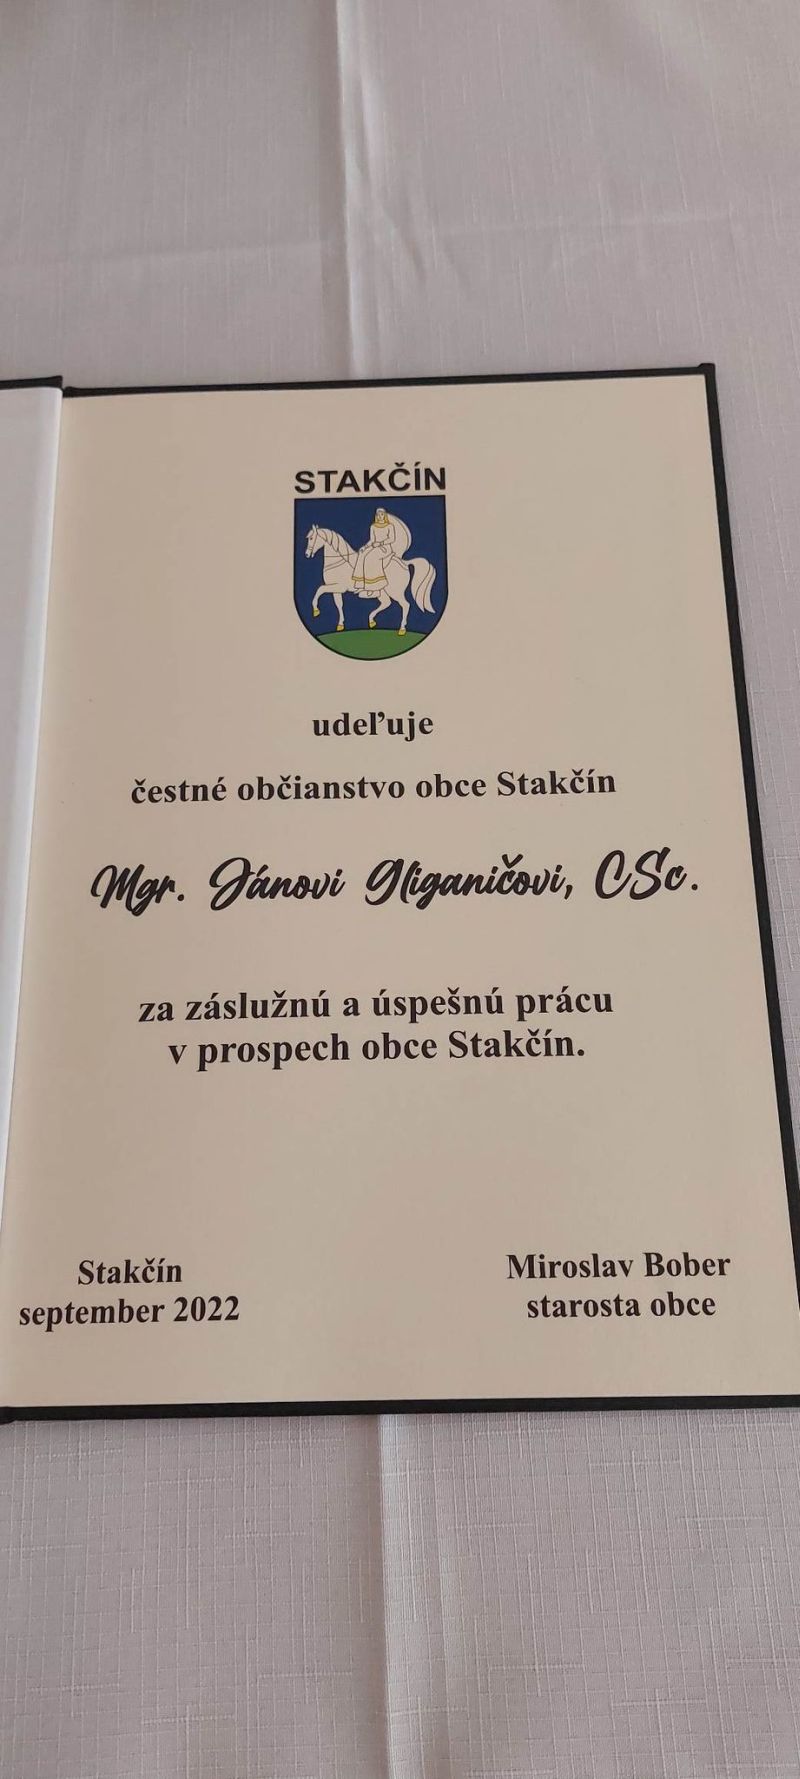 STAKČÍN
udeľuje
čestné občianstvo obce Stakčín
Mgr. Jánovi Gliganičovi, CSc.
za záslužnú a úspešnú prácu
v prospech obce Stakčín.
Stakčín
september 2022
Miroslav Bober
starosta obce